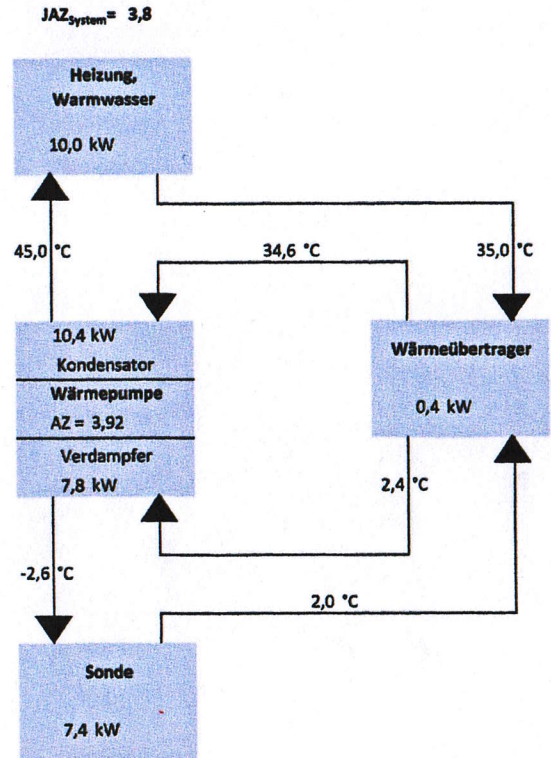 JAZSystem= 3,8
Heizung,
Warmwasser
10,0 kW
45,0 °C
34,6 °C
35,0 °C
10,4 kW
Kondensator
Wärmepumpe
AZ = 3,92
Verdampfer
7,8 kW
Wärmeübertrager
0,4 kW
2,4 °C
-2,6 °C
2,0 °C
Sonde
7,4 kW